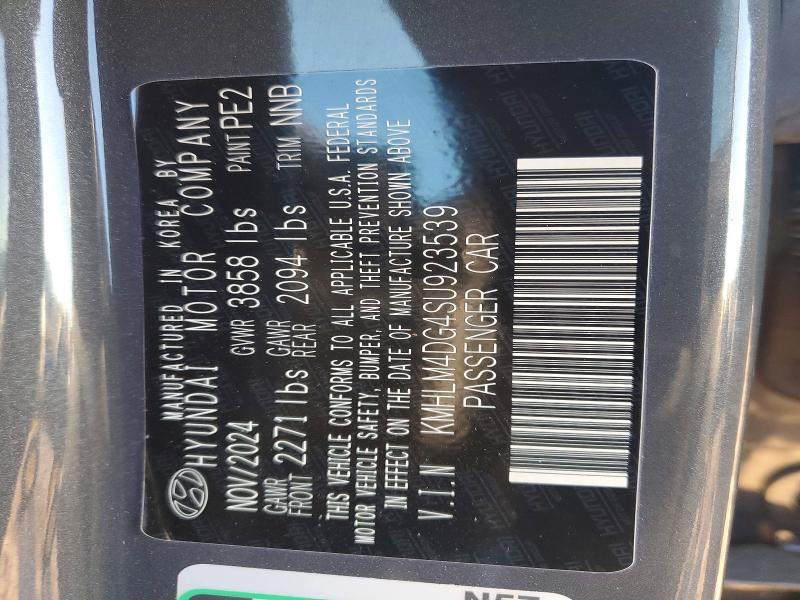 MANUFACTURED IN KOREA BY
HYUNDAI MOTOR COMPANY
NOV/2024 GVWR 3858 lbs PAINT PE2
GAWR FRONT 2271 lbs GAWR REAR 2094 lbs TRIM NNB
THIS VEHICLE CONFORMS TO ALL APPLICABLE U.S.A. FEDERAL
MOTOR VEHICLE SAFETY, BUMPER, AND THEFT PREVENTION STANDARDS
IN EFFECT ON THE DATE OF MANUFACTURE SHOWN ABOVE
V.I.N KMHLM4DG4SU923539
PASSENGER CAR